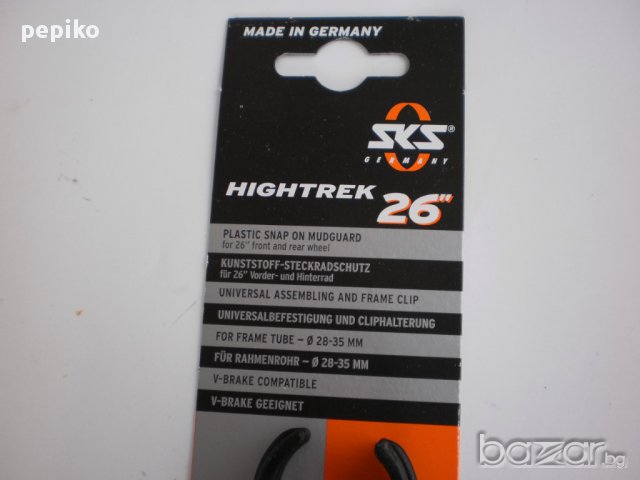 pepiko
MADE IN GERMANY
SKS®
GERMANY
HIGHTREK 26"
PLASTIC SNAP ON MUDGUARD
for 26" front and rear wheel
KUNSTSTOFF-STECKRADSCHUTZ
für 26" Vorder- und Hinterrad
UNIVERSAL ASSEMBLING AND FRAME CLIP
UNIVERSALBEFESTIGUNG UND CLIPHALTERUNG
FOR FRAME TUBE – Ø 28-35 MM
FÜR RAHMENROHR – Ø 28-35 MM
V-BRAKE COMPATIBLE
V-BRAKE GEEIGNET
bazar.bg